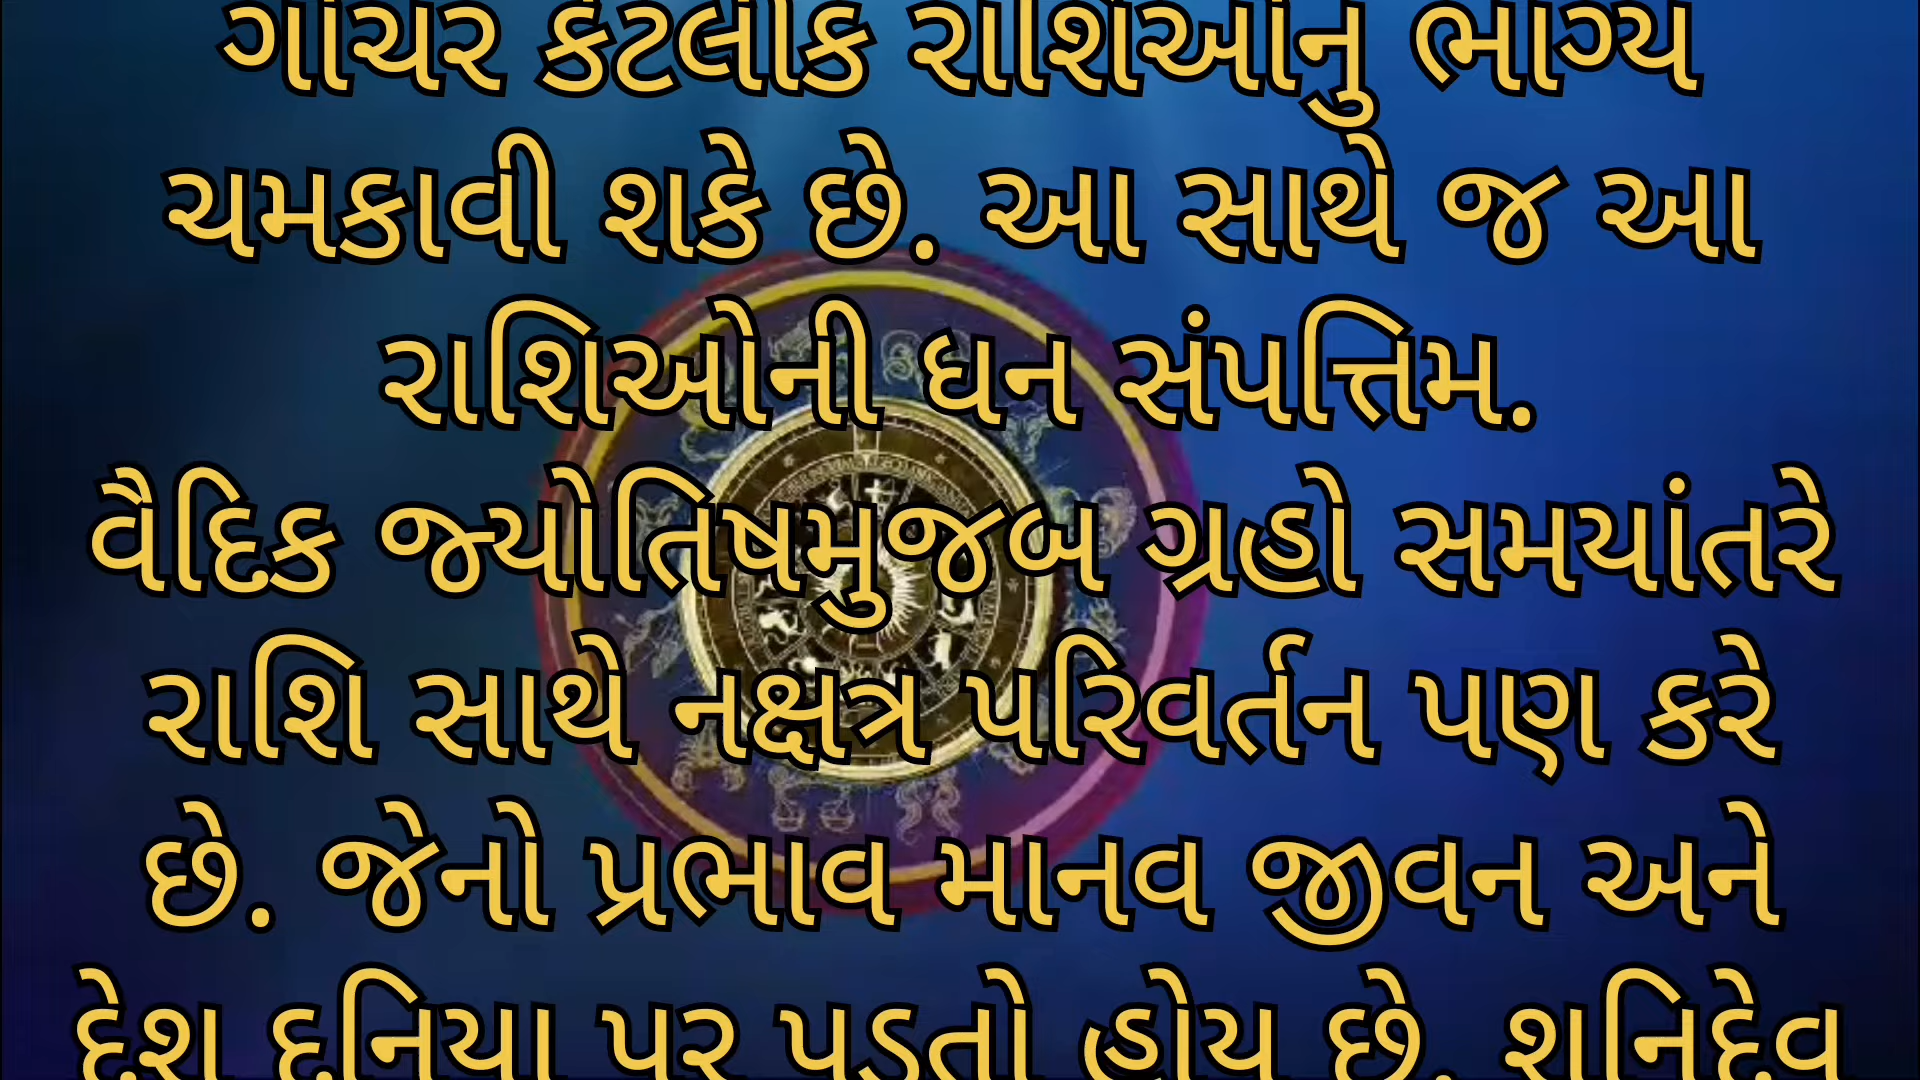 ગોચર કેટલીક રાશિઓનું ભાગ્ય
ચમકાવી શકે છે. આ સાથે જ આ
રાશિઓની ધન સંપત્તિમ.
વૈદિક જ્યોતિષમુજબ ગ્રહો સમયાંતરે
રાશિ સાથે નક્ષત્ર પરિવર્તન પણ કરે
છે. જેનો પ્રભાવ માનવ જીવન અને
દેશ દુનિયા પર પડતો હોય છે. શનિદેવ